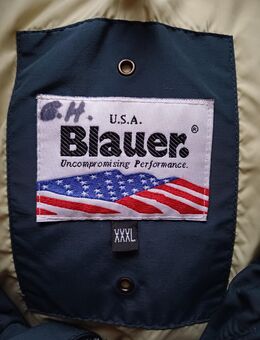 G.H.
U.S.A.
Blauer.®
Uncompromising Performance.
XXXL